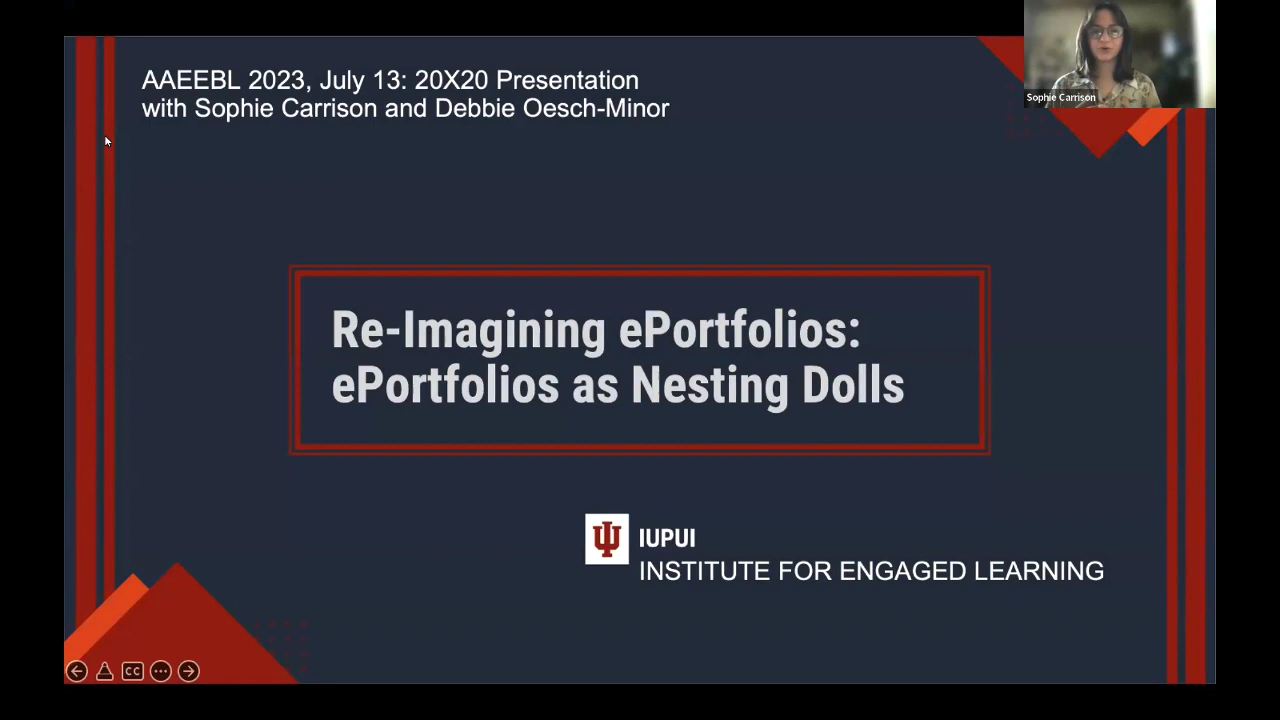 AAEEBL 2023, July 13: 20X20 Presentation
with Sophie Carrison and Debbie Oesch-Minor
Sophie Carrison
Re-Imagining ePortfolios:
ePortfolios as Nesting Dolls
IUPUI
INSTITUTE FOR ENGAGED LEARNING
CC